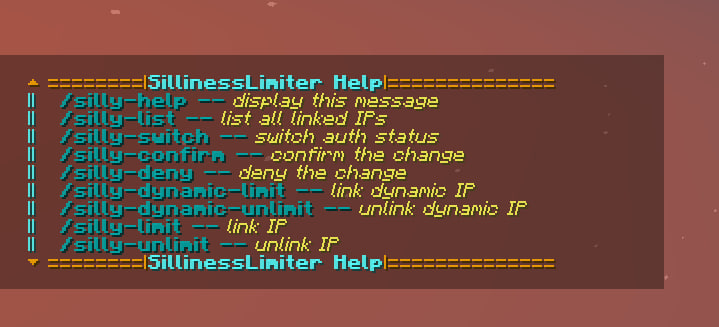 ▲ ========|SillinessLimiter Help|==============
|| /silly-help -- display this message
|| /silly-list -- list all linked IPs
|| /silly-switch -- switch auth status
|| /silly-confirm -- confirm the change
|| /silly-deny -- deny the change
|| /silly-dynamic-limit -- link dynamic IP
|| /silly-dynamic-unlimit -- unlink dynamic IP
|| /silly-limit -- link IP
|| /silly-unlimit -- unlink IP
▼ ========|SillinessLimiter Help|==============